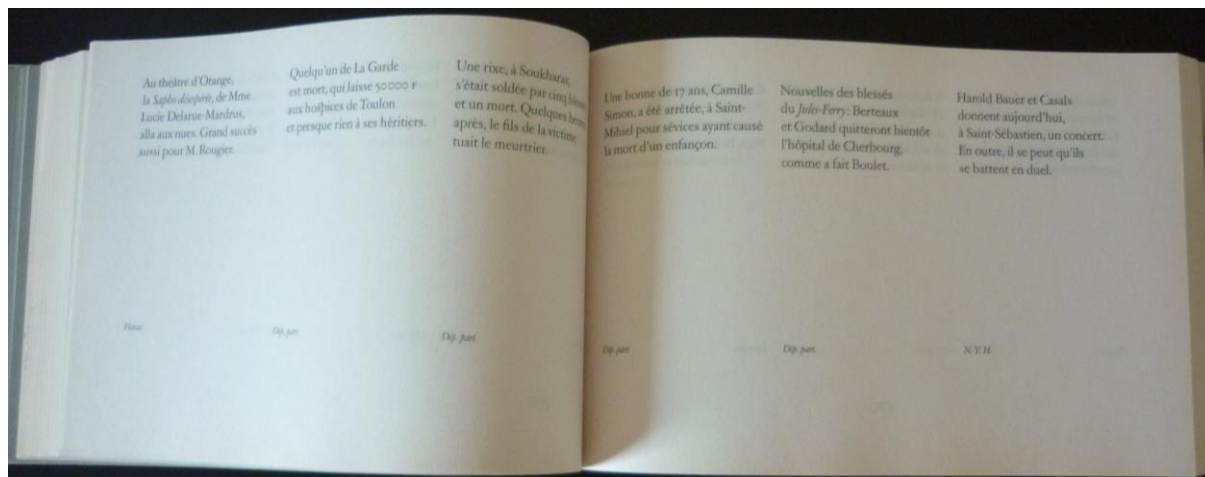 Au théâtre d'Orange,
la Sapho désespérée, de Mme
Lucie Delarue-Mardrus,
alla aux nues. Grand succès
aussi pour M. Rougier.
Havas
Quelqu'un de La Garde
est mort, qui laisse 50000 F
aux hospices de Toulon
et presque rien à ses héritiers.
Dép. part.
Une rixe, à Soukharas,
s'était soldée par cinq blessés
et un mort. Quelques heures
après, le fils de la victime
tuait le meurtrier.
Dép. part.
Une bonne de 17 ans, Camille
Simon, a été arrêtée, à Saint-
Mihiel pour sévices ayant causé
la mort d'un enfançon.
Dép. part.
Nouvelles des blessés
du Jules-Ferry : Berteaux
et Godard quitteront bientôt
l'hôpital de Cherbourg,
comme a fait Boulet.
Dép. part.
Harold Bauer et Casals
donnent aujourd'hui,
à Saint-Sébastien, un concert.
En outre, il se peut qu'ils
se battent en duel.
N.Y.H.